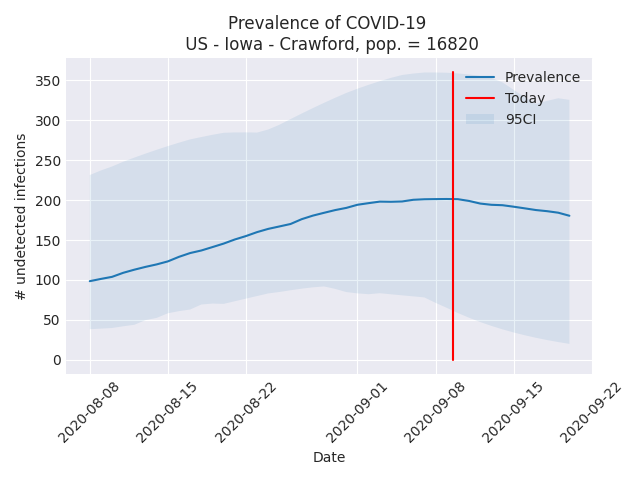 Prevalence of COVID-19
US - Iowa - Crawford, pop. = 16820
Prevalence
Today
95CI
# undetected infections
350
300
250
200
150
100
50
0
2020-08-08
2020-08-15
2020-08-22
2020-09-01
2020-09-08
2020-09-15
2020-09-22
Date